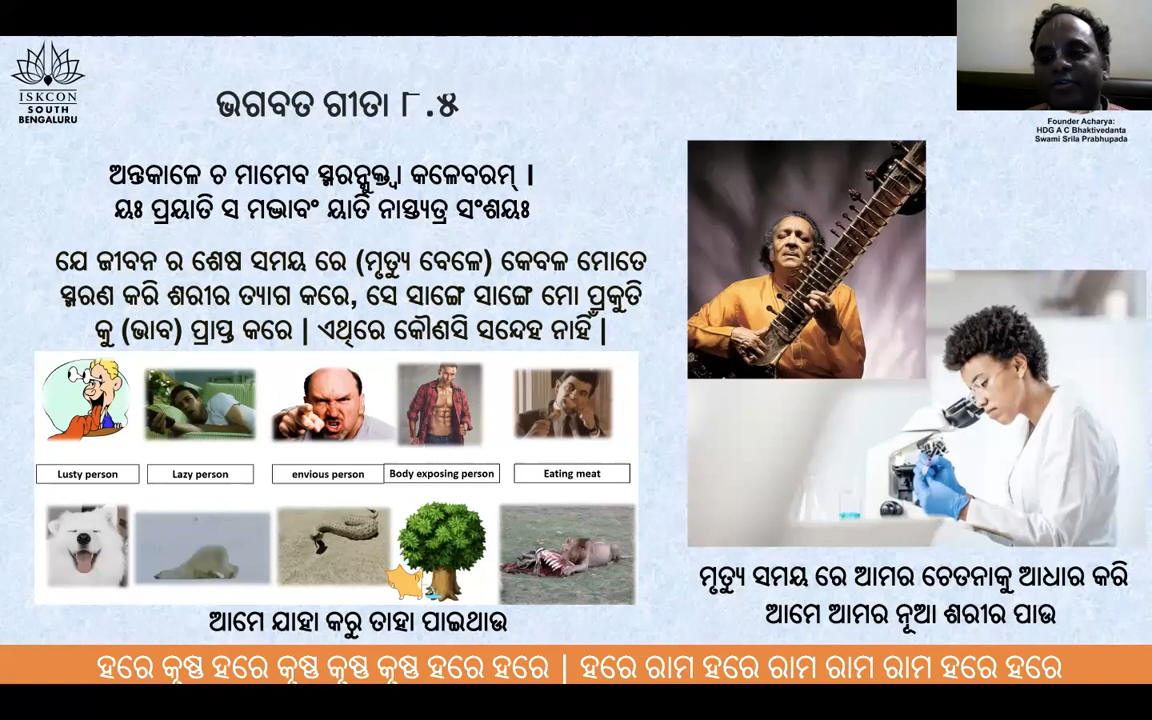 ISKCON
SOUTH
BENGALURU
ଭଗବତ ଗୀତା ୮.୫
Founder Acharya:
HDG A C Bhaktivedanta
Swami Srila Prabhupada
ଅନ୍ତକାଳେ ଚ ମାମେବ ସ୍ମରନ୍ମୁକ୍ତ୍ୱା କଳେବରମ୍ ।
ୟଃ ପ୍ରୟାତି ସ ମଦ୍ଭାବଂ ୟାତି ନାସ୍ତ୍ୟତ୍ର ସଂଶୟଃ
ଯେ ଜୀବନ ର ଶେଷ ସମୟ ରେ (ମୃତ୍ୟୁ ବେଳେ) କେବଳ ମୋତେ
ସ୍ମରଣ କରି ଶରୀର ତ୍ୟାଗ କରେ, ସେ ସାଙ୍ଗେ ସାଙ୍ଗେ ମୋ ପ୍ରକୃତି
କୁ (ଭାବ) ପ୍ରାପ୍ତ କରେ | ଏଥିରେ କୌଣସି ସନ୍ଦେହ ନାହିଁ |
Lusty person
Lazy person
envious person
Body exposing person
Eating meat
ଆମେ ଯାହା କରୁ ତାହା ପାଇଥାଉ
ମୃତ୍ୟୁ ସମୟ ରେ ଆମର ଚେତନାକୁ ଆଧାର କରି
ଆମେ ଆମର ନୂଆ ଶରୀର ପାଉ
ହରେ କୃଷ୍ଣ ହରେ କୃଷ୍ଣ କୃଷ୍ଣ କୃଷ୍ଣ ହରେ ହରେ | ହରେ ରାମ ହରେ ରାମ ରାମ ରାମ ହରେ ହରେ